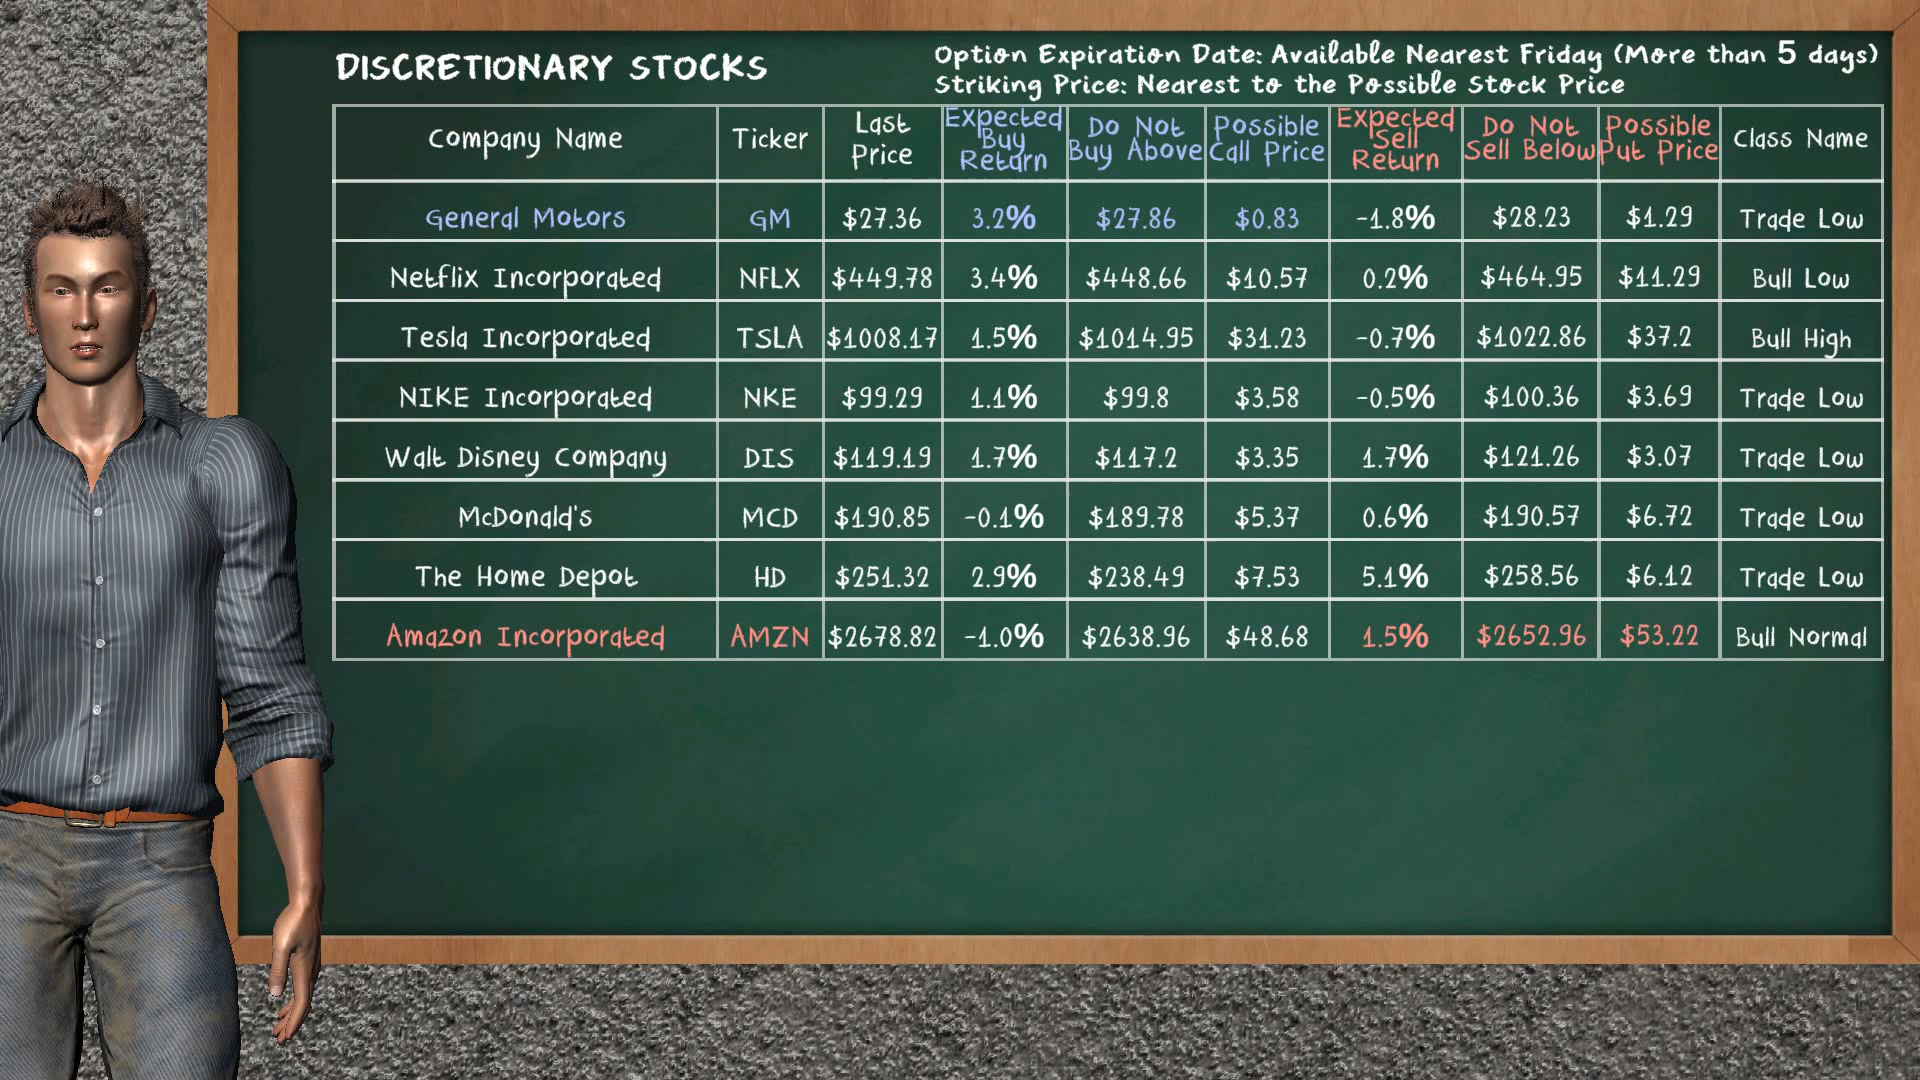 DISCRETIONARY STOCKS
Option Expiration Date: Available Nearest Friday (More than 5 days)
Striking Price: Nearest to the Possible Stock Price
Company Name Ticker Last Price Expected Buy Return Do Not Buy Above Possible Call Price Expected Sell Return Do Not Sell Below Possible Put Price Class Name
General Motors GM $27.36 3.2% $27.86 $0.83 -1.8% $28.23 $1.29 Trade Low
Netflix Incorporated NFLX $449.78 3.4% $448.66 $10.57 0.2% $464.95 $11.29 Bull Low
Tesla Incorporated TSLA $1008.17 1.5% $1014.95 $31.23 -0.7% $1022.86 $37.2 Bull High
NIKE Incorporated NKE $99.29 1.1% $99.8 $3.58 -0.5% $100.36 $3.69 Trade Low
Walt Disney Company DIS $119.19 1.7% $117.2 $3.35 1.7% $121.26 $3.07 Trade Low
McDonald's MCD $190.85 -0.1% $189.78 $5.37 0.6% $190.57 $6.72 Trade Low
The Home Depot HD $251.32 2.9% $238.49 $7.53 5.1% $258.56 $6.12 Trade Low
Amazon Incorporated AMZN $2678.82 -1.0% $2638.96 $48.68 1.5% $2652.96 $53.22 Bull Normal